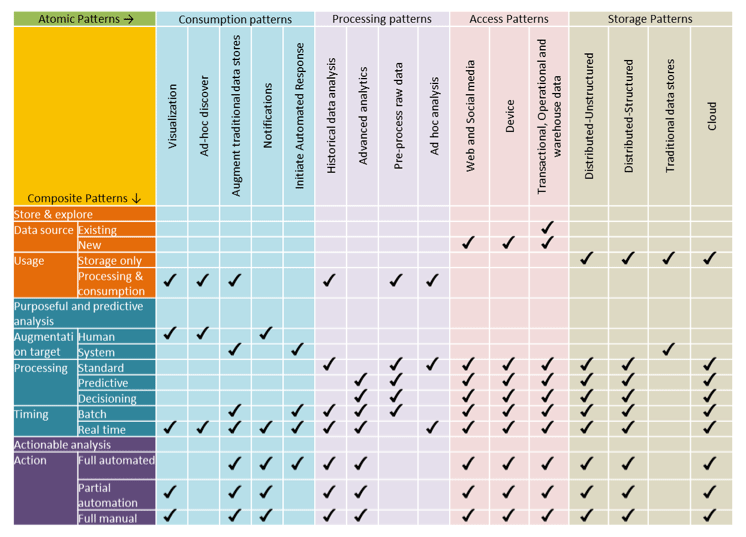 Atomic Patterns → Consumption patterns Processing patterns Access Patterns Storage Patterns
Visualization
Ad-hoc discover
Augment traditional data stores
Notifications
Initiate Automated Response
Historical data analysis
Advanced analytics
Pre-process raw data
Ad hoc analysis
Web and Social media
Device
Transactional, Operational and
warehouse data
Distributed-Unstructured
Distributed-Structured
Traditional data stores
Cloud
Composite Patterns ↓
Store & explore
Data source Existing ✓
New ✓ ✓ ✓
Usage Storage only ✓ ✓ ✓ ✓
Processing &
consumption ✓ ✓ ✓ ✓ ✓ ✓
Purposeful and predictive
analysis
Augmentati Human ✓ ✓ ✓
on target System ✓ ✓ ✓
Processing Standard ✓ ✓ ✓ ✓ ✓ ✓ ✓ ✓ ✓
Predictive ✓ ✓ ✓ ✓ ✓ ✓ ✓ ✓
Decisioning ✓ ✓ ✓ ✓ ✓ ✓ ✓ ✓
Timing Batch ✓ ✓ ✓ ✓ ✓ ✓ ✓ ✓ ✓ ✓ ✓
Real time ✓ ✓ ✓ ✓ ✓ ✓ ✓ ✓ ✓ ✓ ✓ ✓ ✓ ✓
Actionable analysis
Action Full automated ✓ ✓ ✓ ✓ ✓ ✓ ✓ ✓ ✓ ✓ ✓
Partial
automation ✓ ✓ ✓ ✓ ✓ ✓ ✓ ✓ ✓ ✓ ✓
Full manual ✓ ✓ ✓ ✓ ✓ ✓ ✓ ✓ ✓ ✓ ✓